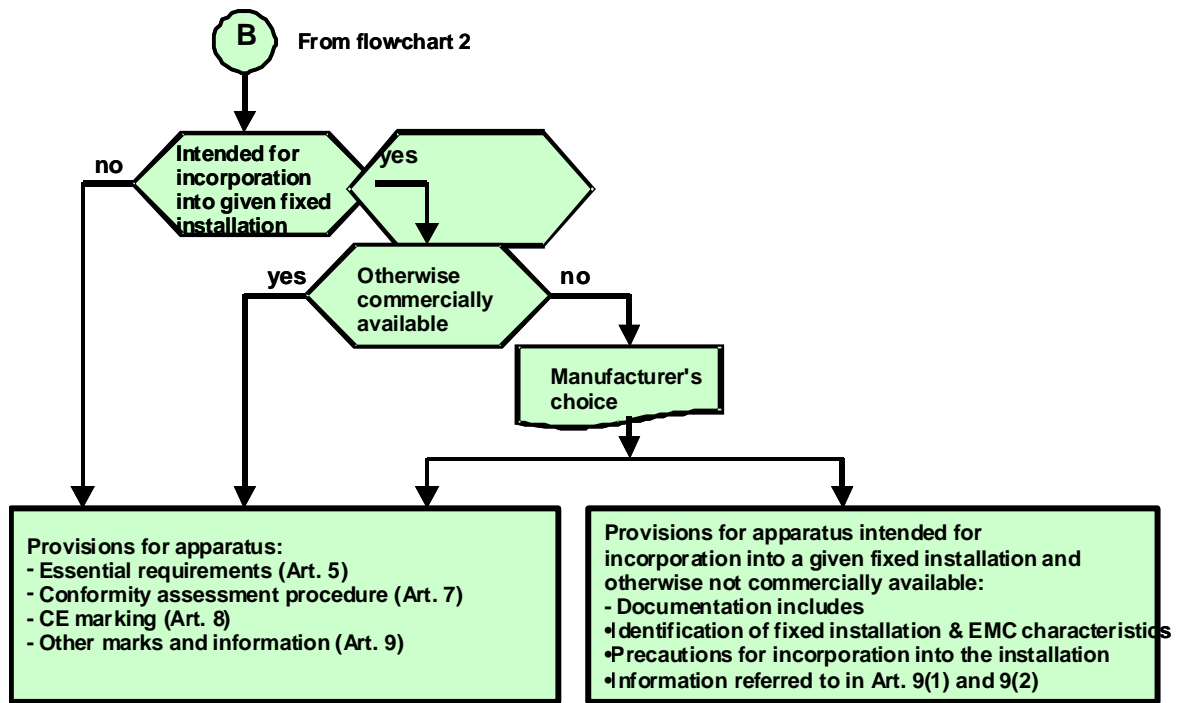 B
From flow-chart 2
no
Intended for
incorporation
into given fixed
installation
yes
yes
Otherwise
commercially
available
no
Manufacturer's
choice
Provisions for apparatus:
- Essential requirements (Art. 5)
- Conformity assessment procedure (Art. 7)
- CE marking (Art. 8)
- Other marks and information (Art. 9)
Provisions for apparatus intended for
incorporation into a given fixed installation and
otherwise not commercially available:
- Documentation includes
•Identification of fixed installation & EMC characteristics
•Precautions for incorporation into the installation
•Information referred to in Art. 9(1) and 9(2)